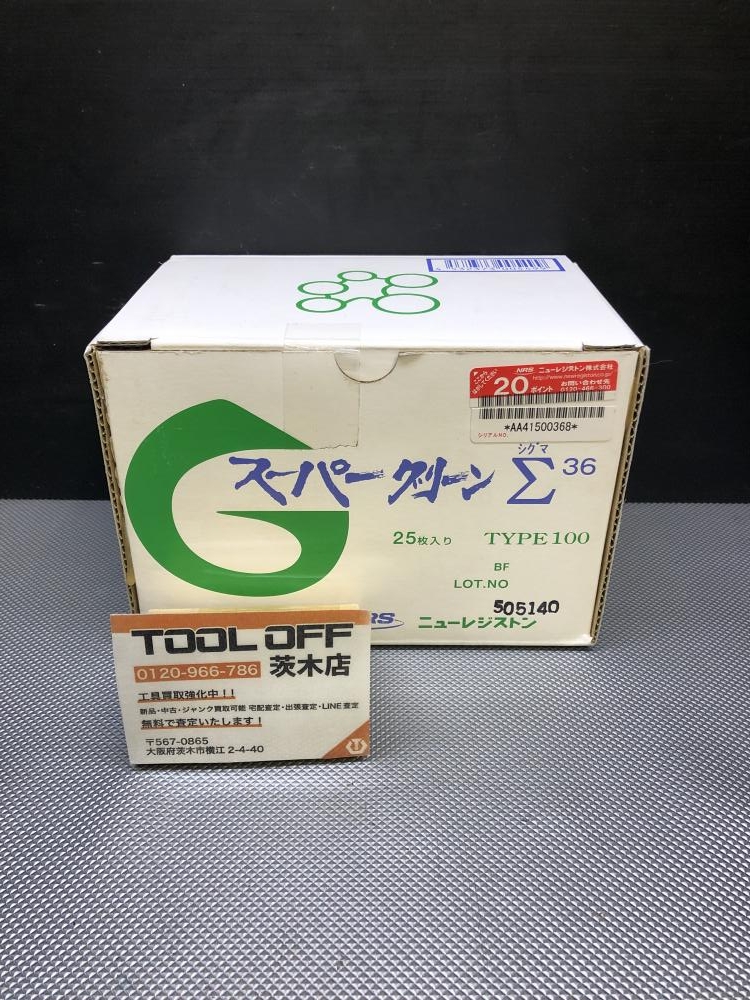 NRS ニューレジストン株式会社
20ポイント
お問い合わせ先
0120-466-300
*AA41500368*
シリアルNO.
スーパーグリーン
シグマ
Σ36
25枚入り TYPE100
BF
LOT.NO
505140
ニューレジストン
TOOL OFF
0120-966-786 茨木店
工具買取強化中!!
新品・中古・ジャンク買取可能 宅配査定・出張査定・LINE査定
無料で査定いたします!
〒567-0865
大阪府茨木市横江 2-4-40